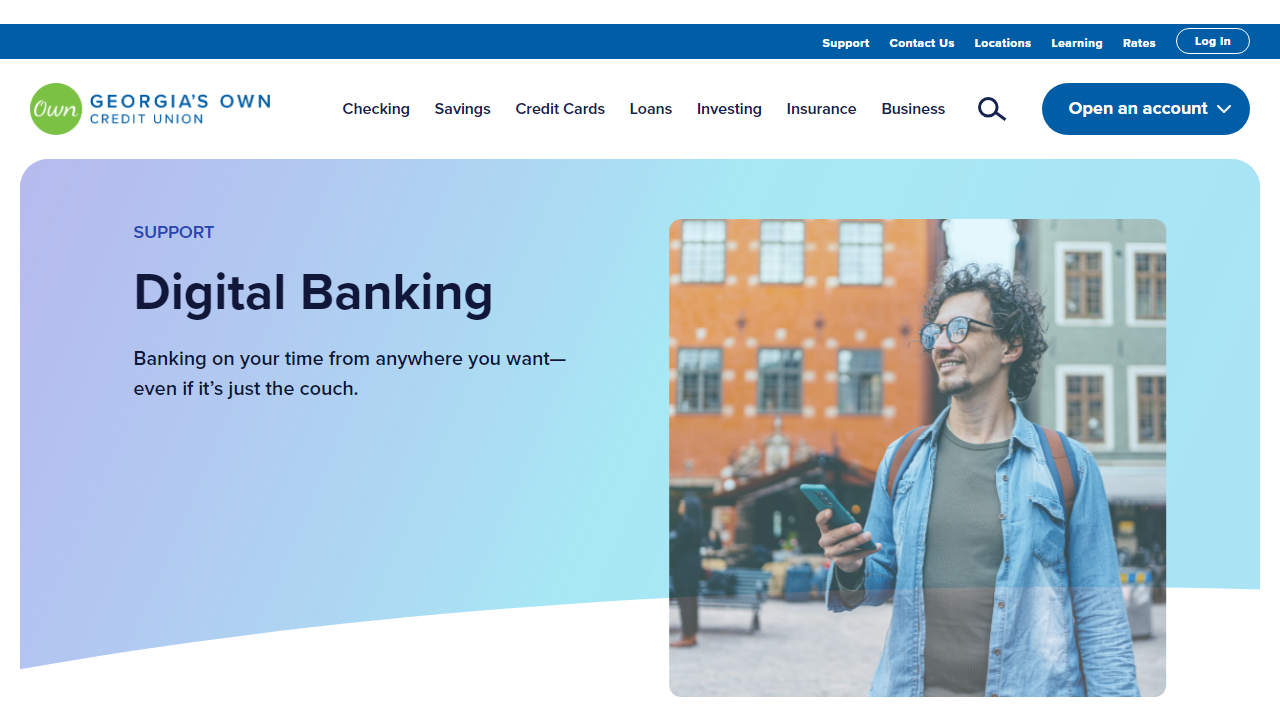 Support Contact Us Locations Learning Rates Log In
Own GEORGIA'S OWN
CREDIT UNION
Checking Savings Credit Cards Loans Investing Insurance Business Open an account
SUPPORT
Digital Banking
Banking on your time from anywhere you want—
even if it’s just the couch.